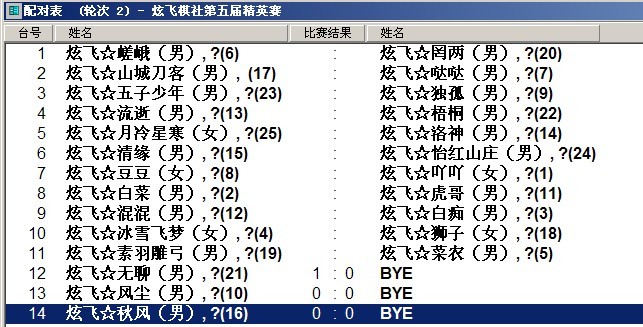 配对表 （轮次 2）- 炫飞棋社第五届精英赛
台号 姓名 比赛结果 姓名
1 炫飞☆嵯峨（男）, ?(6) : 炫飞☆罔两（男）, ?(20)
2 炫飞☆山城刀客（男）, (17) : 炫飞☆哒哒（男）, ?(7)
3 炫飞☆五子少年（男）, ?(23) : 炫飞☆独孤（男）, ?(9)
4 炫飞☆流逝（男）, ?(13) : 炫飞☆梧桐（男）, ?(22)
5 炫飞☆月冷星寒（女）, ?(25) : 炫飞☆洛神（男）, ?(14)
6 炫飞☆清缘（男）, ?(15) : 炫飞☆怡红山庄（男）, ?(24)
7 炫飞☆豆豆（女）, ?(8) : 炫飞☆吖吖（女）, ?(1)
8 炫飞☆白菜（男）, ?(2) : 炫飞☆虎哥（男）, ?(11)
9 炫飞☆混混（男）, ?(12) : 炫飞☆白痴（男）, ?(3)
10 炫飞☆冰雪飞梦（女）, ?(4) : 炫飞☆狮子（女）, ?(18)
11 炫飞☆素羽雕弓（男）, ?(19) : 炫飞☆菜农（男）, ?(5)
12 炫飞☆无聊（男）, ?(21) 1 : 0 BYE
13 炫飞☆风尘（男）, ?(10) 0 : 0 BYE
14 炫飞☆秋风（男）, ?(16) 0 : 0 BYE